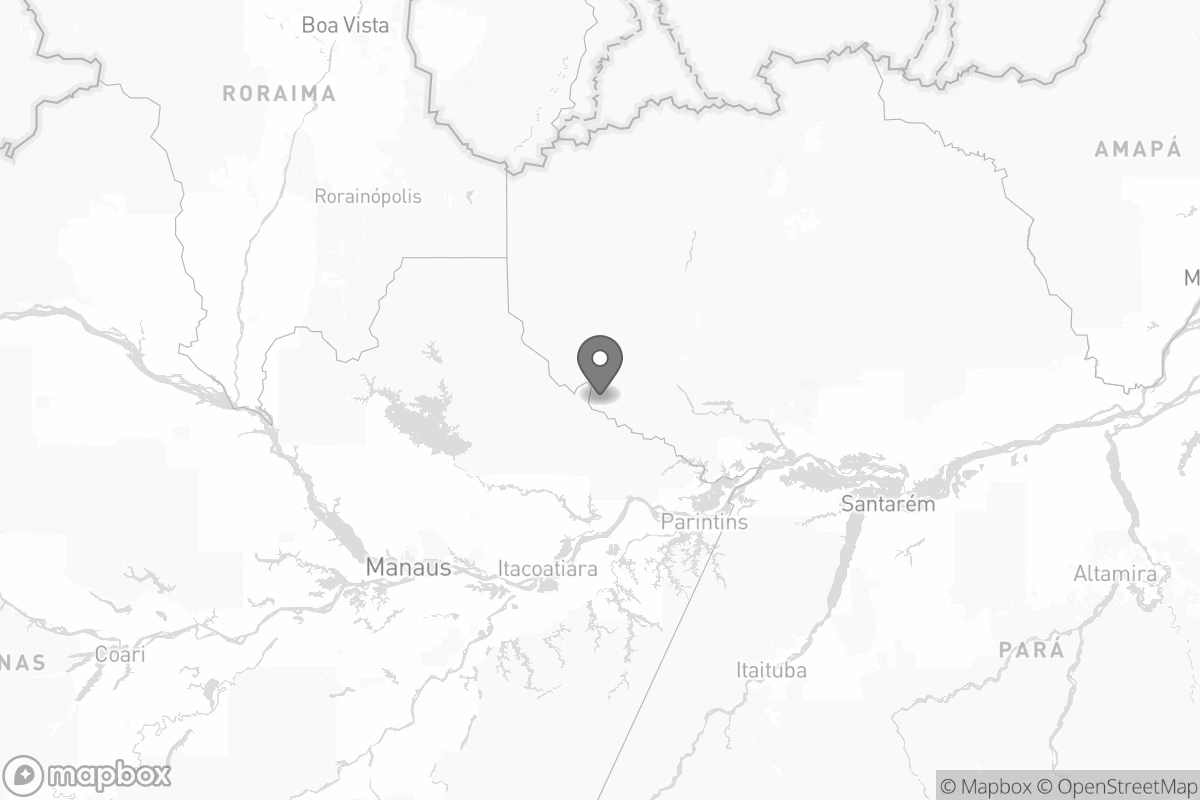 Boa Vista
RORAIMA
AMAPÁ
Rorainópolis
M
Santarém
Parintins
Manaus
Itacoatiara
Altamira
Coari
NAS
PARÁ
Itaituba
mapbox
© Mapbox © OpenStreetMap